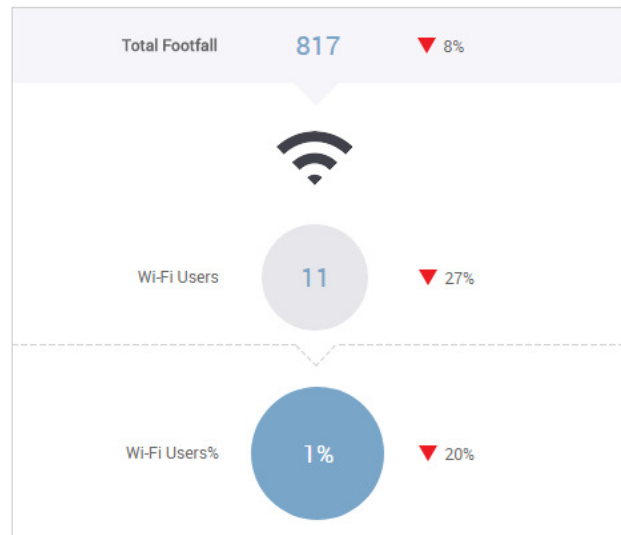 Total Footfall 817 8%
Wi-Fi Users 11 27%
Wi-Fi Users% 1% 20%